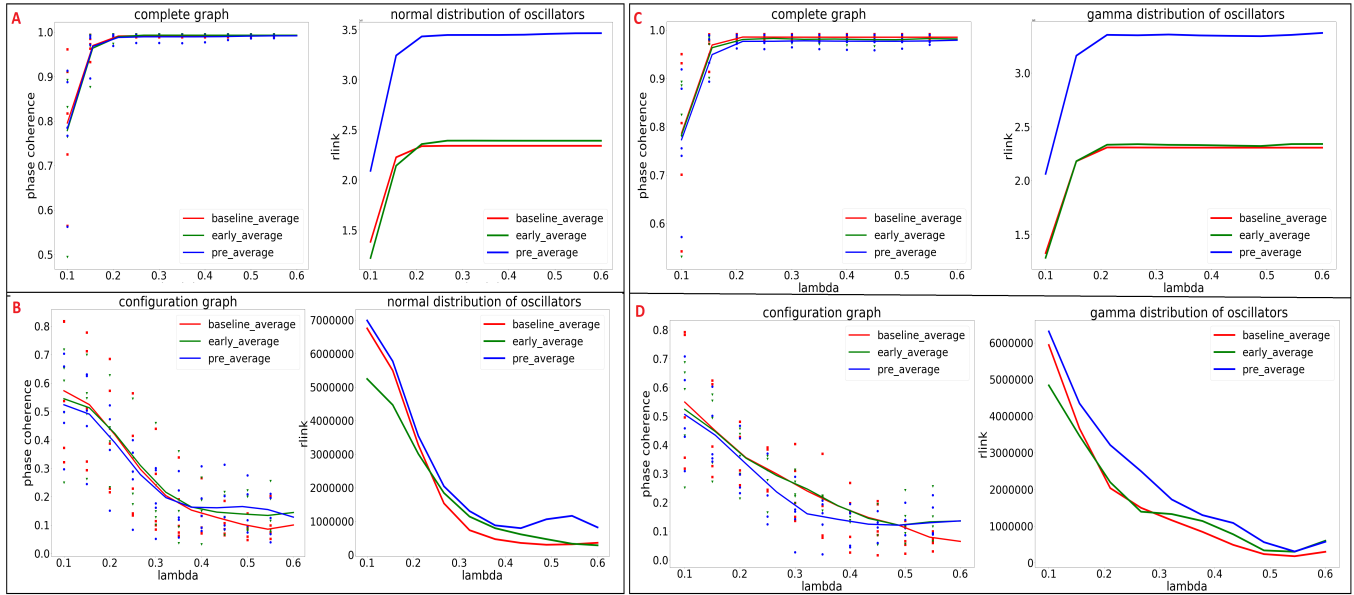 A
complete graph
phase coherence
1.0
0.9
0.8
0.7
0.6
0.5
baseline_average
early_average
pre_average
0.1 0.2 0.3 0.4 0.5 0.6
normal distribution of oscillators
rlink
3.5
3.0
2.5
2.0
1.5
baseline_average
early_average
pre_average
0.1 0.2 0.3 0.4 0.5 0.6
C
complete graph
phase coherence
1.0
0.9
0.8
0.7
0.6
baseline_average
early_average
pre_average
0.1 0.2 0.3 0.4 0.5 0.6
lambda
gamma distribution of oscillators
rlink
3.0
2.5
2.0
1.5
baseline_average
early_average
pre_average
0.1 0.2 0.3 0.4 0.5 0.6
lambda
B
configuration graph
phase coherence
0.8
0.7
0.6
0.5
0.4
0.3
0.2
0.1
0.0
baseline_average
early_average
pre_average
0.1 0.2 0.3 0.4 0.5 0.6
lambda
normal distribution of oscillators
rlink
7000000
6000000
5000000
4000000
3000000
2000000
1000000
0
baseline_average
early_average
pre_average
0.1 0.2 0.3 0.4 0.5 0.6
lambda
D
configuration graph
phase coherence
0.8
0.7
0.6
0.5
0.4
0.3
0.2
0.1
0.0
baseline_average
early_average
pre_average
0.1 0.2 0.3 0.4 0.5 0.6
lambda
gamma distribution of oscillators
rlink
6000000
5000000
4000000
3000000
2000000
1000000
0
baseline_average
early_average
pre_average
0.1 0.2 0.3 0.4 0.5 0.6
lambda